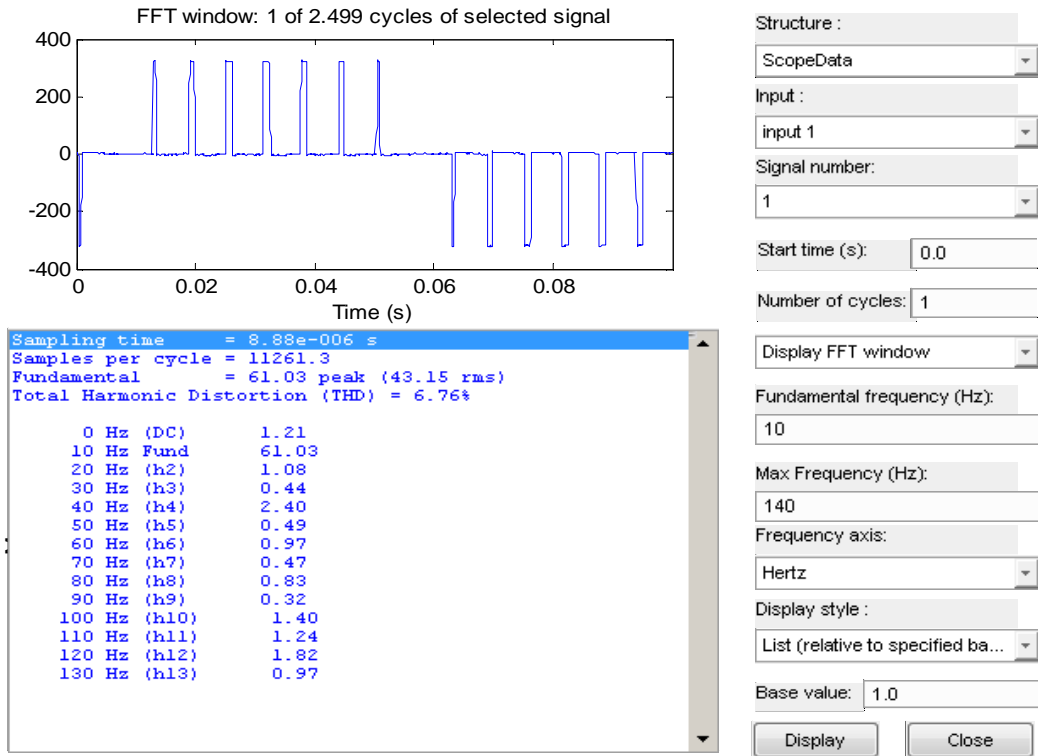 FFT window: 1 of 2.499 cycles of selected signal
400
200
0
-200
-400
0
0.02
0.04
0.06
0.08
Time (s)
Sampling time = 8.88e-006 s
Samples per cycle = 11261.3
Fundamental = 61.03 peak (43.15 rms)
Total Harmonic Distortion (THD) = 6.76%
0 Hz (DC) 1.21
10 Hz Fund 61.03
20 Hz (h2) 1.08
30 Hz (h3) 0.44
40 Hz (h4) 2.40
50 Hz (h5) 0.49
60 Hz (h6) 0.97
70 Hz (h7) 0.47
80 Hz (h8) 0.83
90 Hz (h9) 0.32
100 Hz (h10) 1.40
110 Hz (h11) 1.24
120 Hz (h12) 1.82
130 Hz (h13) 0.97
Structure :
ScopeData
Input :
input 1
Signal number:
1
Start time (s): 0.0
Number of cycles: 1
Display FFT window
Fundamental frequency (Hz):
10
Max Frequency (Hz):
140
Frequency axis:
Hertz
Display style :
List (relative to specified ba...
Base value: 1.0
Display
Close